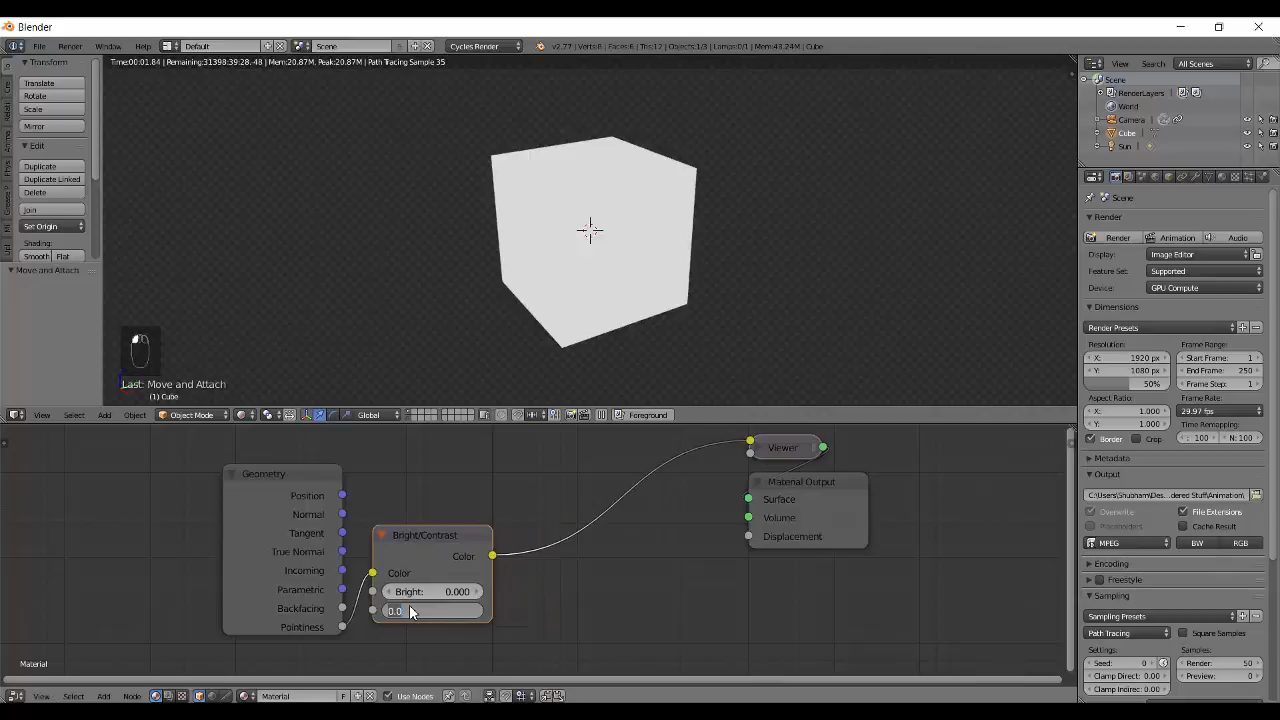 Blender
File Render Window Help Default Scene Cycles Render v2.77 | Verts:8 | Faces:6 | Tris:12 | Objects:1/3 | Lamps:0/1 | Mem:43.24M | Cube
Time:00:01.84 | Remaining:31398:39:28.-48 | Mem:20.87M, Peak:20.87M | Path Tracing Sample 35
Transform
Translate
Rotate
Scale
Mirror
Edit
Duplicate
Duplicate Linked
Delete
Join
Set Origin
Shading:
Smooth Flat
Move and Attach
Last: Move and Attach
(1) Cube
View Select Add Object Object Mode Global Foreground
Geometry
Position
Normal
Tangent
True Normal
Incoming
Parametric
Backfacing
Pointiness
Bright/Contrast
Color
Color
Bright: 0.000
0.0
Viewer
Material Output
Surface
Volume
Displacement
Material
View Select Add Node Material F Use Nodes
View Search All Scenes
Scene
RenderLayers
World
Camera
Cube
Sun
Scene
Render
Render Animation Audio
Display: Image Editor
Feature Set: Supported
Device: GPU Compute
Dimensions
Render Presets
Resolution: Frame Range:
X: 1920 px Start Frame: 1
Y: 1080 px End Frame: 250
50% Frame Step: 1
Aspect Ratio: Frame Rate:
X: 1.000 29.97 fps
Y: 1.000 Time Remapping:
Border Crop : 100 N: 100
Metadata
Output
C:\Users\Shubham\Des...dered Stuff\Animation\
Overwrite File Extensions
Placeholders Cache Result
MPEG BW RGB
Encoding
Freestyle
Sampling Presets
Path Tracing Square Samples
Settings: Samples:
Seed: 0 Render: 50
Clamp Direct: 0.00 Preview: 0
Clamp Indirec: 0.00
Sampling